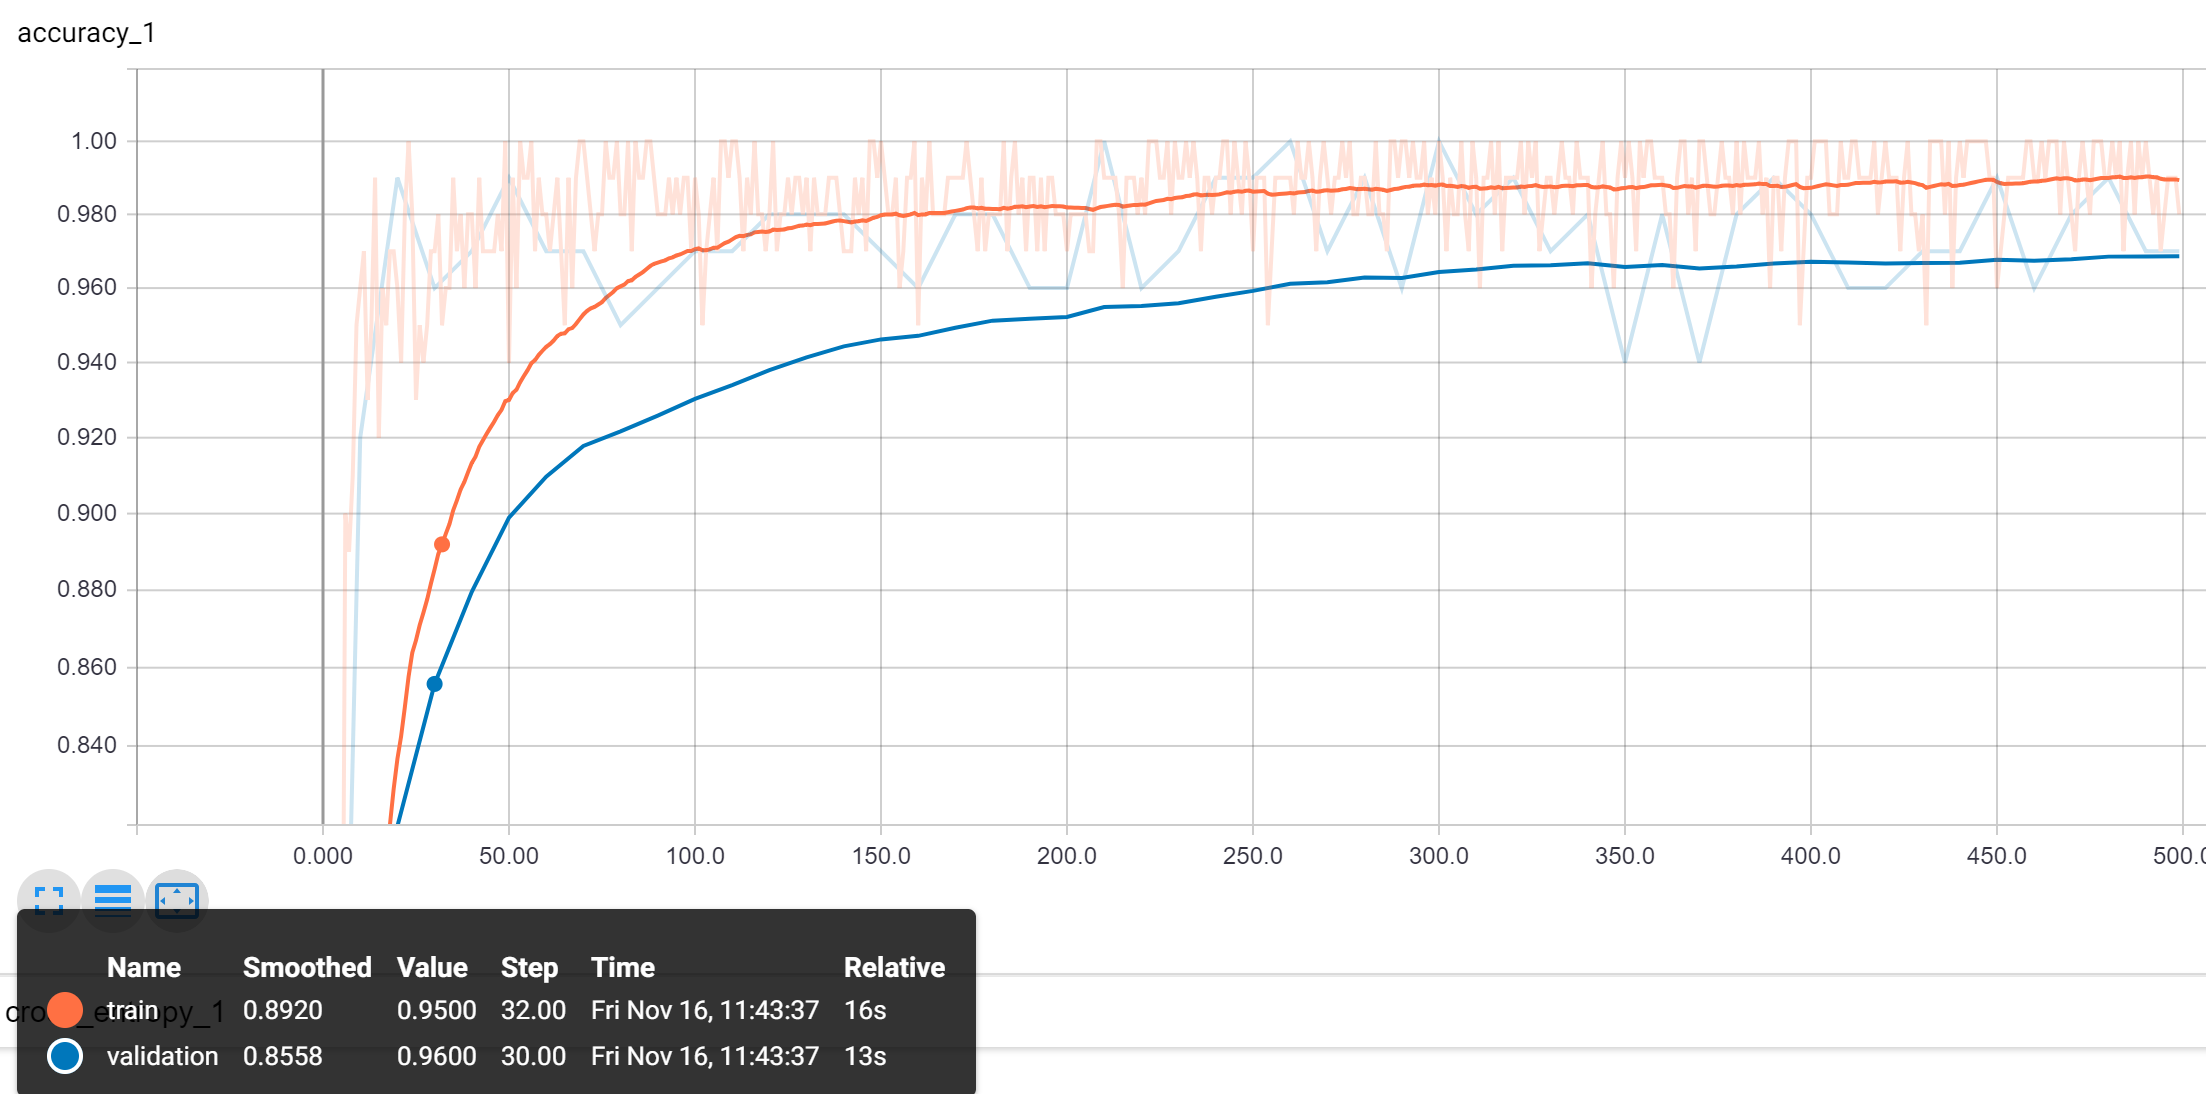 accuracy_1
1.00
0.980
0.960
0.940
0.920
0.900
0.880
0.860
0.840
0.000 50.00 100.0 150.0 200.0 250.0 300.0 350.0 400.0 450.0 500.0
Name Smoothed Value Step Time Relative
train 0.8920 0.9500 32.00 Fri Nov 16, 11:43:37 16s
validation 0.8558 0.9600 30.00 Fri Nov 16, 11:43:37 13s